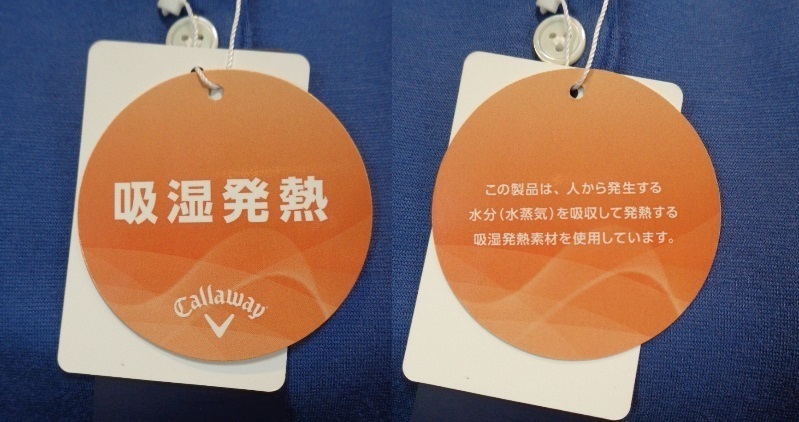 吸湿発熱
Callaway
この製品は、人から発生する
水分(水蒸気)を吸収して発熱する
吸湿発熱素材を使用しています。